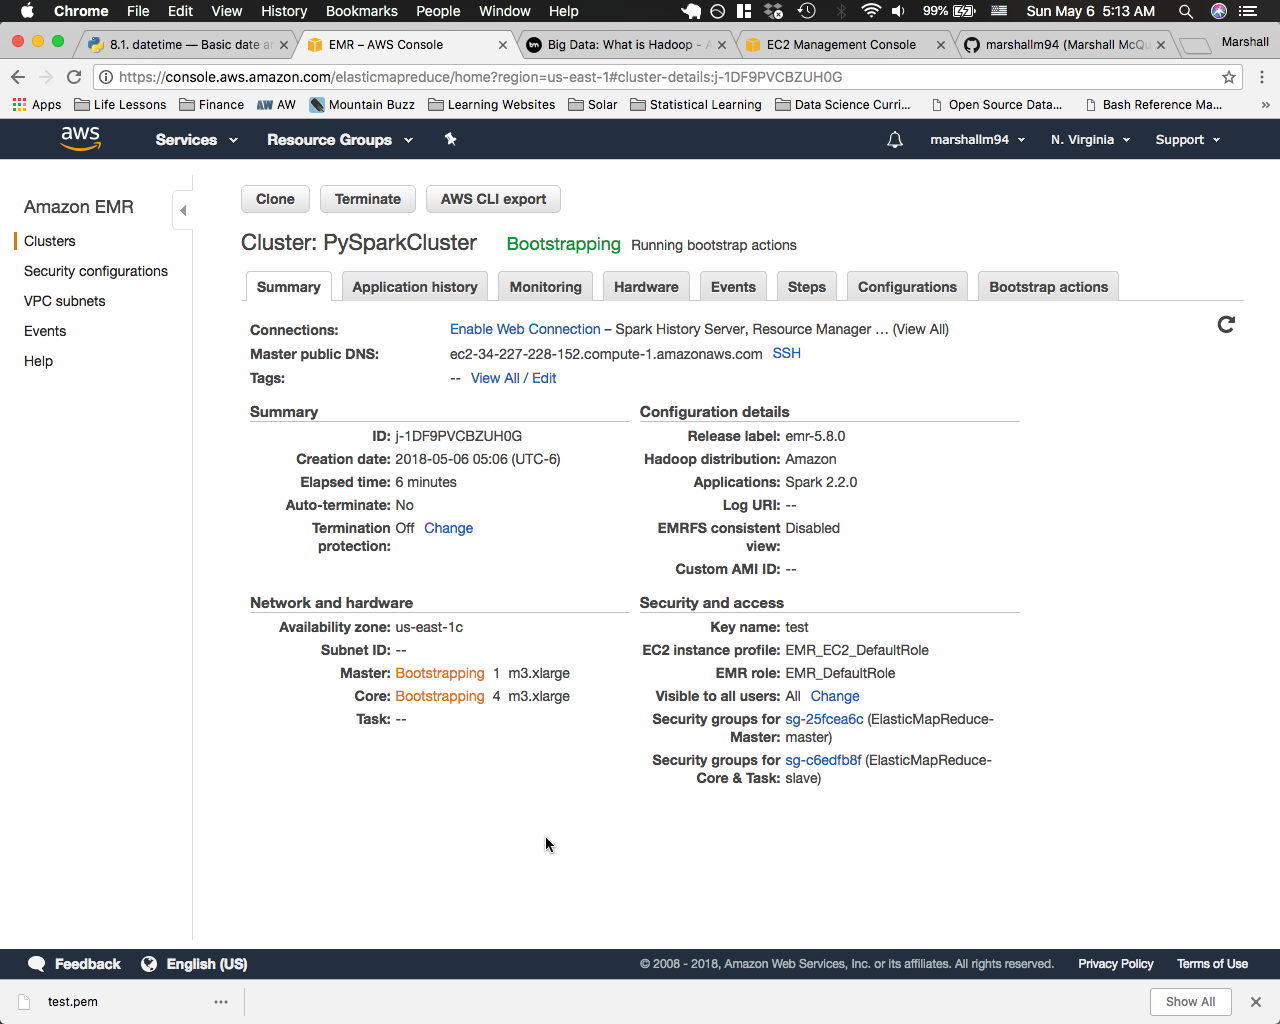 Chrome File Edit View History Bookmarks People Window Help 99% Sun May 6 5:13 AM
8.1. datetime — Basic date a
EMR – AWS Console
Big Data: What is Hadoop - A
EC2 Management Console
marshallm94 (Marshall McQu
Marshall
https://console.aws.amazon.com/elasticmapreduce/home?region=us-east-1#cluster-details:j-1DF9PVCBZUH0G
Apps Life Lessons Finance AW AW Mountain Buzz Learning Websites Solar Statistical Learning Data Science Curri... Open Source Data... Bash Reference Ma... »
aws Services Resource Groups marshallm94 N. Virginia Support
Amazon EMR
Clusters
Security configurations
VPC subnets
Events
Help
Clone Terminate AWS CLI export
Cluster: PySparkCluster Bootstrapping Running bootstrap actions
Summary Application history Monitoring Hardware Events Steps Configurations Bootstrap actions
Connections: Enable Web Connection – Spark History Server, Resource Manager ... (View All)
Master public DNS: ec2-34-227-228-152.compute-1.amazonaws.com SSH
Tags: -- View All / Edit
Summary
ID: j-1DF9PVCBZUH0G
Creation date: 2018-05-06 05:06 (UTC-6)
Elapsed time: 6 minutes
Auto-terminate: No
Termination Off Change
protection:
Configuration details
Release label: emr-5.8.0
Hadoop distribution: Amazon
Applications: Spark 2.2.0
Log URI: --
EMRFS consistent Disabled
view:
Custom AMI ID: --
Network and hardware
Availability zone: us-east-1c
Subnet ID: --
Master: Bootstrapping 1 m3.xlarge
Core: Bootstrapping 4 m3.xlarge
Task: --
Security and access
Key name: test
EC2 instance profile: EMR_EC2_DefaultRole
EMR role: EMR_DefaultRole
Visible to all users: All Change
Security groups for sg-25fcea6c (ElasticMapReduce-
Master: master)
Security groups for sg-c6edfb8f (ElasticMapReduce-
Core & Task: slave)
Feedback English (US) © 2008 - 2018, Amazon Web Services, Inc. or its affiliates. All rights reserved. Privacy Policy Terms of Use
test.pem ... Show All